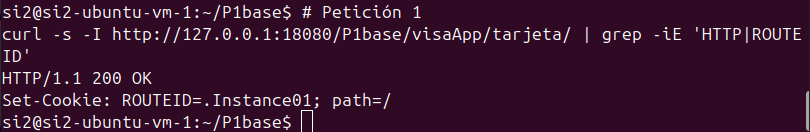 si2@si2-ubuntu-vm-1:~/P1base$ # Petición 1
curl -s -I http://127.0.0.1:18080/P1base/visaApp/tarjeta/ | grep -iE 'HTTP|ROUTE
ID'
HTTP/1.1 200 OK
Set-Cookie: ROUTEID=.Instance01; path=/
si2@si2-ubuntu-vm-1:~/P1base$